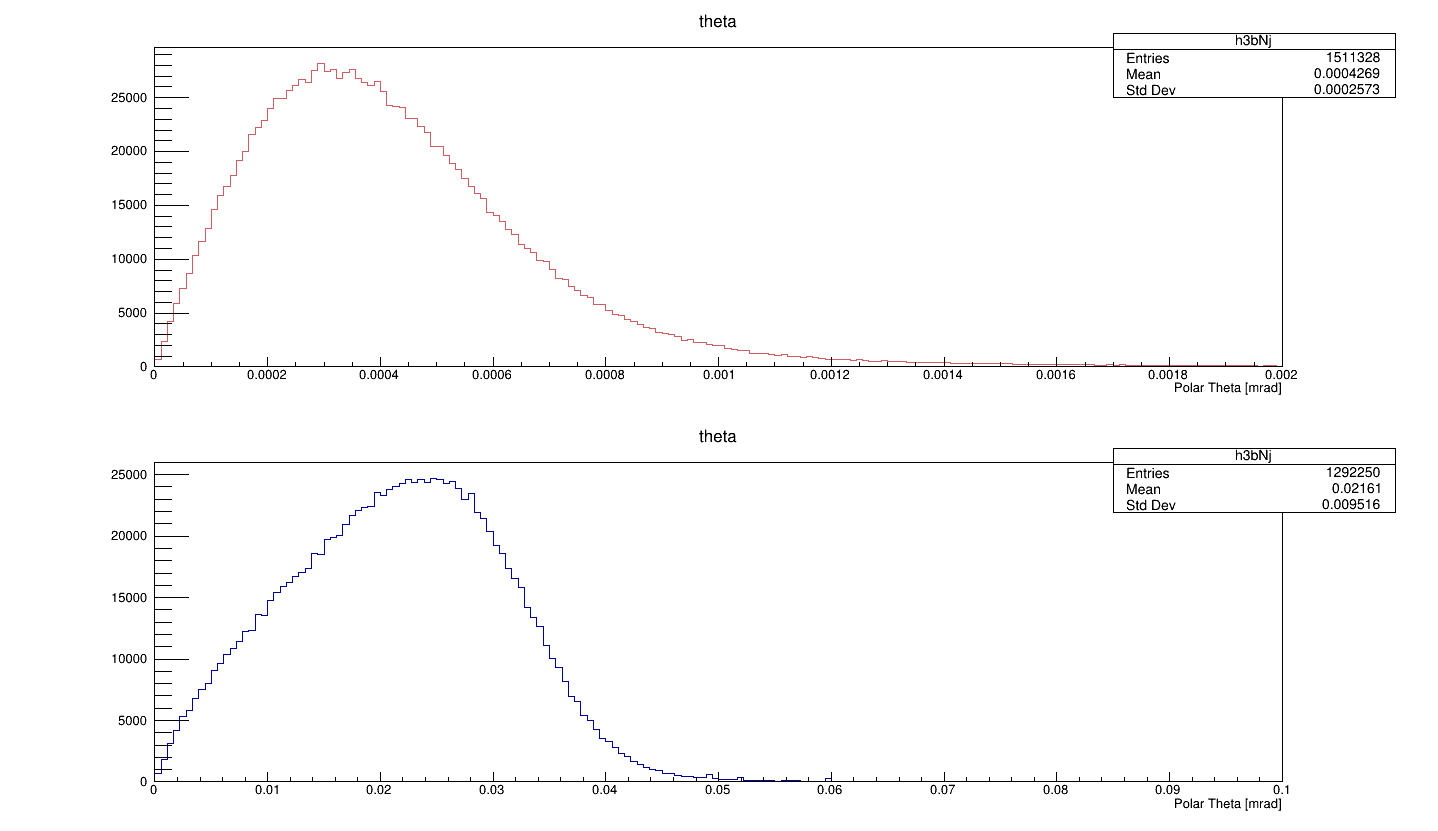 theta
h3bNj
Entries 1511328
Mean 0.0004269
Std Dev 0.0002573
25000
20000
15000
10000
5000
0
0 0.0002 0.0004 0.0006 0.0008 0.001 0.0012 0.0014 0.0016 0.0018 0.002
Polar Theta [mrad]
theta
h3bNj
Entries 1292250
Mean 0.02161
Std Dev 0.009516
25000
20000
15000
10000
5000
0
0 0.01 0.02 0.03 0.04 0.05 0.06 0.07 0.08 0.09 0.1
Polar Theta [mrad]